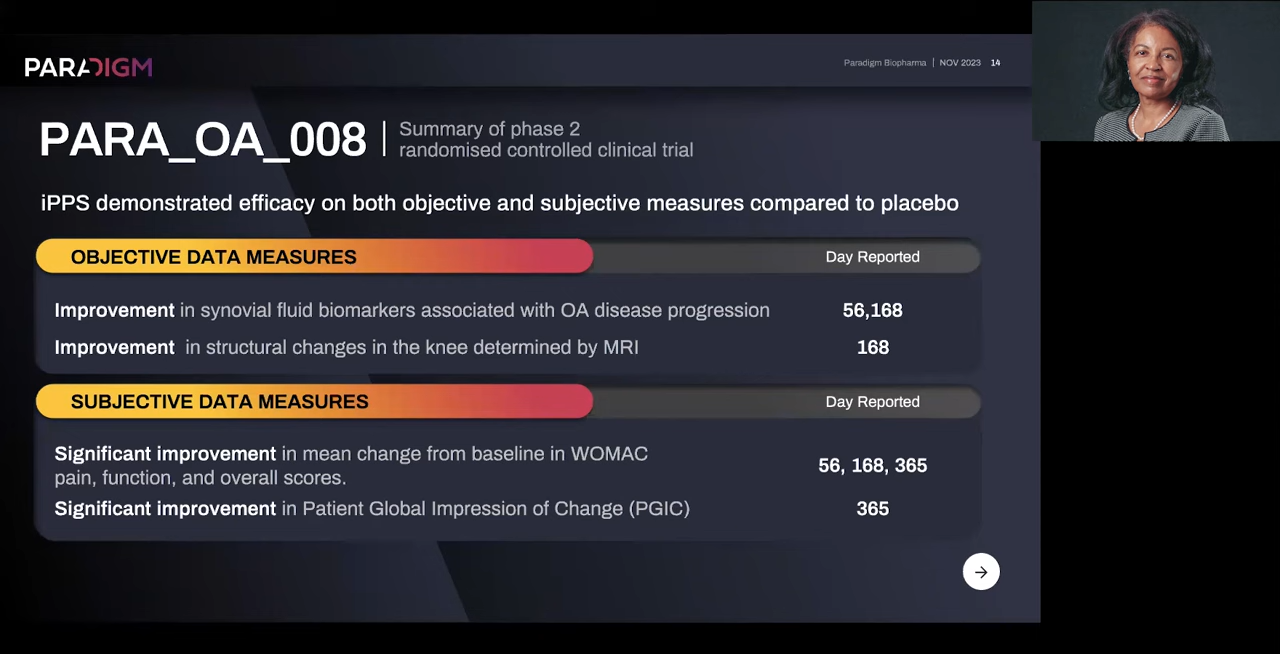 PARADIGM
Paradigm Biopharma | NOV 2023 14
PARA_OA_008
Summary of phase 2
randomised controlled clinical trial
iPPS demonstrated efficacy on both objective and subjective measures compared to placebo
OBJECTIVE DATA MEASURES
Day Reported
Improvement in synovial fluid biomarkers associated with OA disease progression
56,168
Improvement in structural changes in the knee determined by MRI
168
SUBJECTIVE DATA MEASURES
Day Reported
Significant improvement in mean change from baseline in WOMAC
pain, function, and overall scores.
56, 168, 365
Significant improvement in Patient Global Impression of Change (PGIC)
365